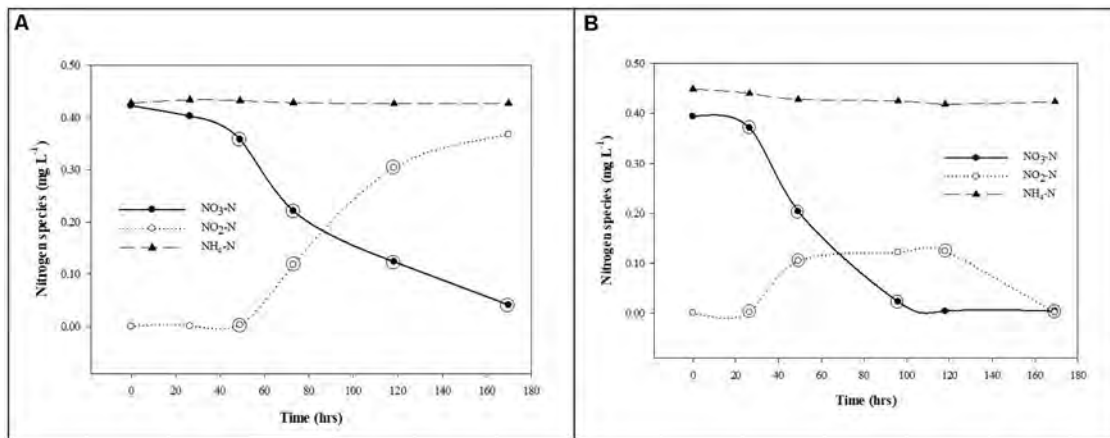 A
0.50
0.40
0.30
0.20
0.10
0.00
Nitrogen species (mg L⁻¹)
NO₃-N
NO₂-N
NH₄-N
0 20 40 60 80 100 120 140 160 180
Time (hrs)
B
0.50
0.40
0.30
0.20
0.10
0.00
Nitrogen species (mg L⁻¹)
NO₃-N
NO₂-N
NH₄-N
0 20 40 60 80 100 120 140 160 180
Time (hrs)